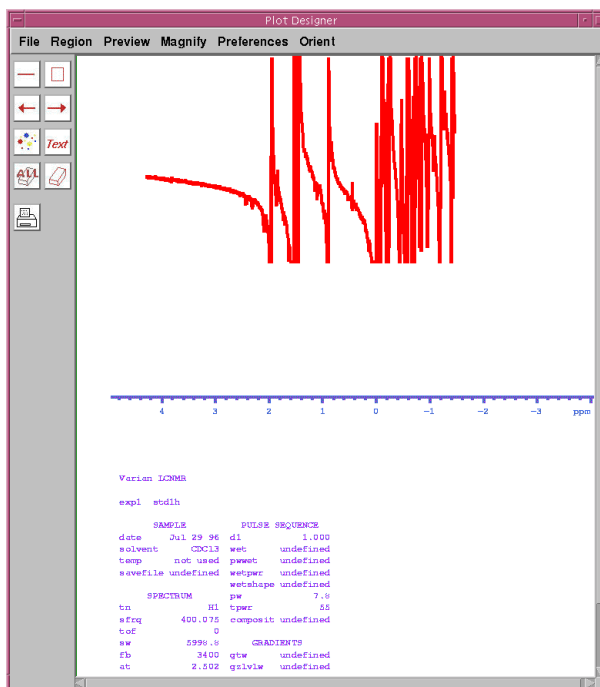 Plot Designer
File Region Preview Magnify Preferences Orient
Text
ALL
4 3 2 1 0 -1 -2 -3 ppm
Varian LCNMR
exp1 std1h
SAMPLE PULSE SEQUENCE
date Jul 29 96 d1 1.000
solvent CDCl3 wet undefined
temp not used pwwet undefined
savefile undefined wetpwr undefined
wetshape undefined
SPECTRUM pw 7.8
tn H1 tpwr 55
sfrq 400.075 composit undefined
tof 0
sw 5998.8 GRADIENTS
fb 3400 gtw undefined
at 2.502 gzlvlw undefined